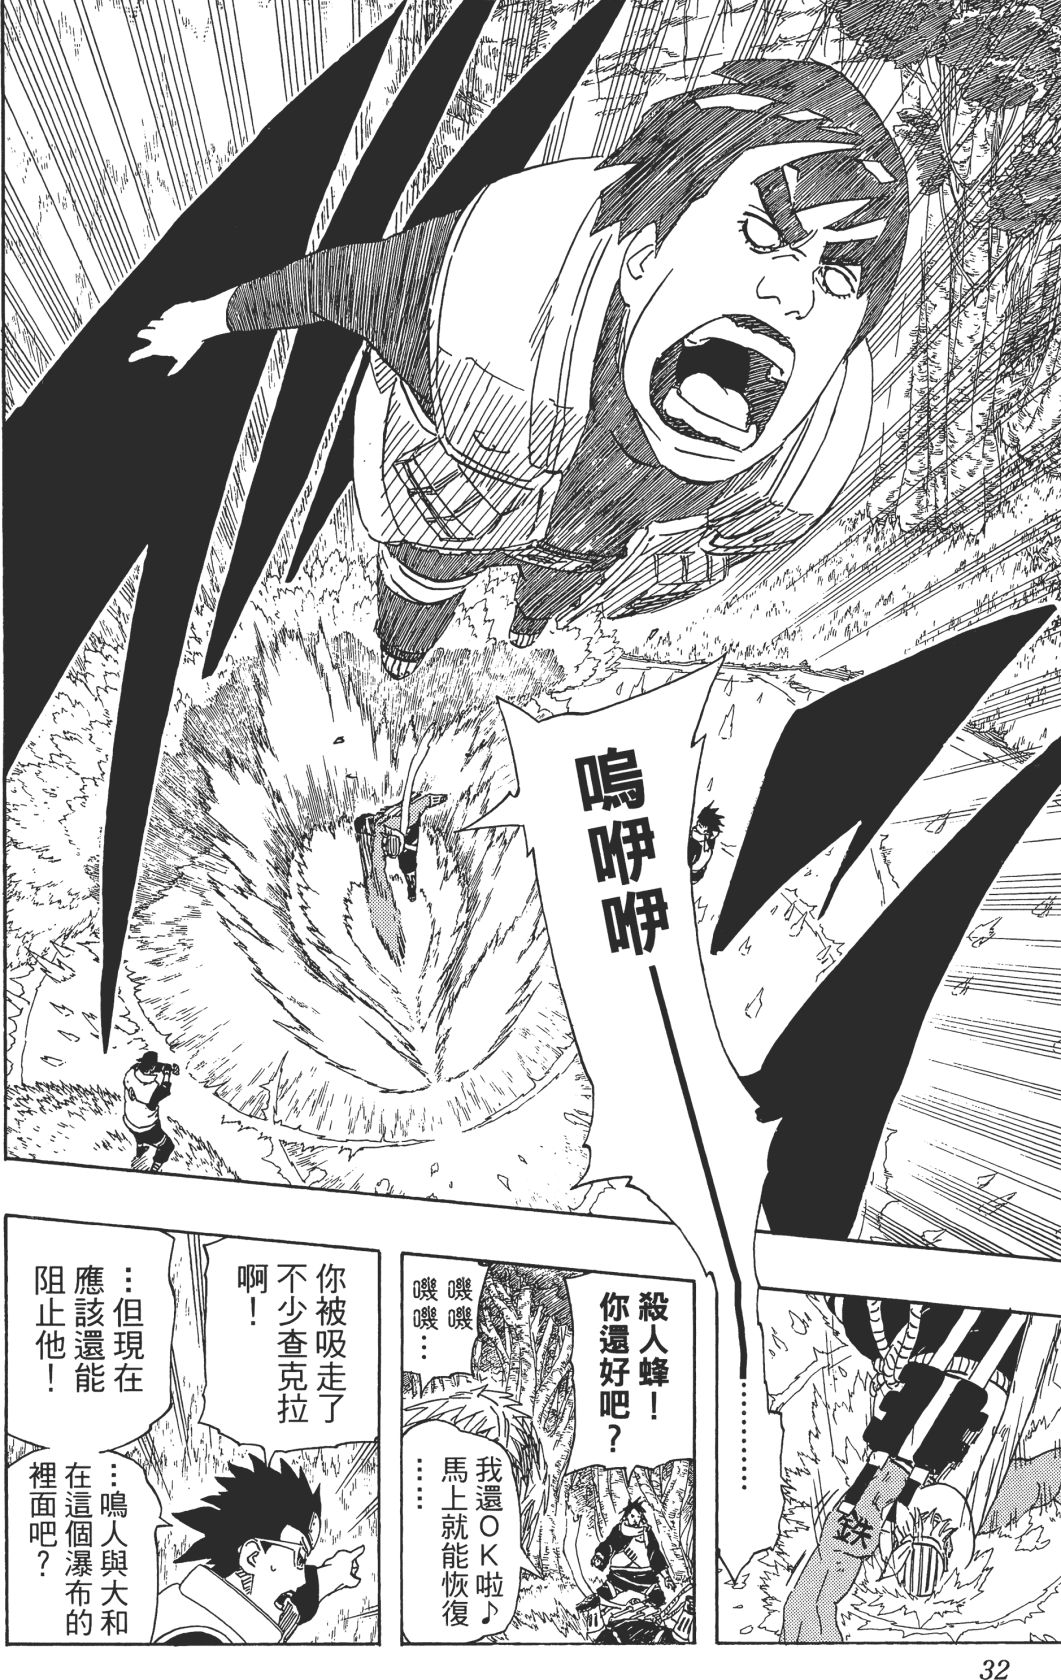 嗚咿咿──………
鉄
殺人蜂！
你還好吧？
嘰嘰
嘰嘰…
我還OK啦♪
馬上就能恢復
……
你被吸走了
不少查克拉
啊！
…但現在
應該還能
阻止他！
…鳴人與大和
在這個瀑布的
裡面吧？
32